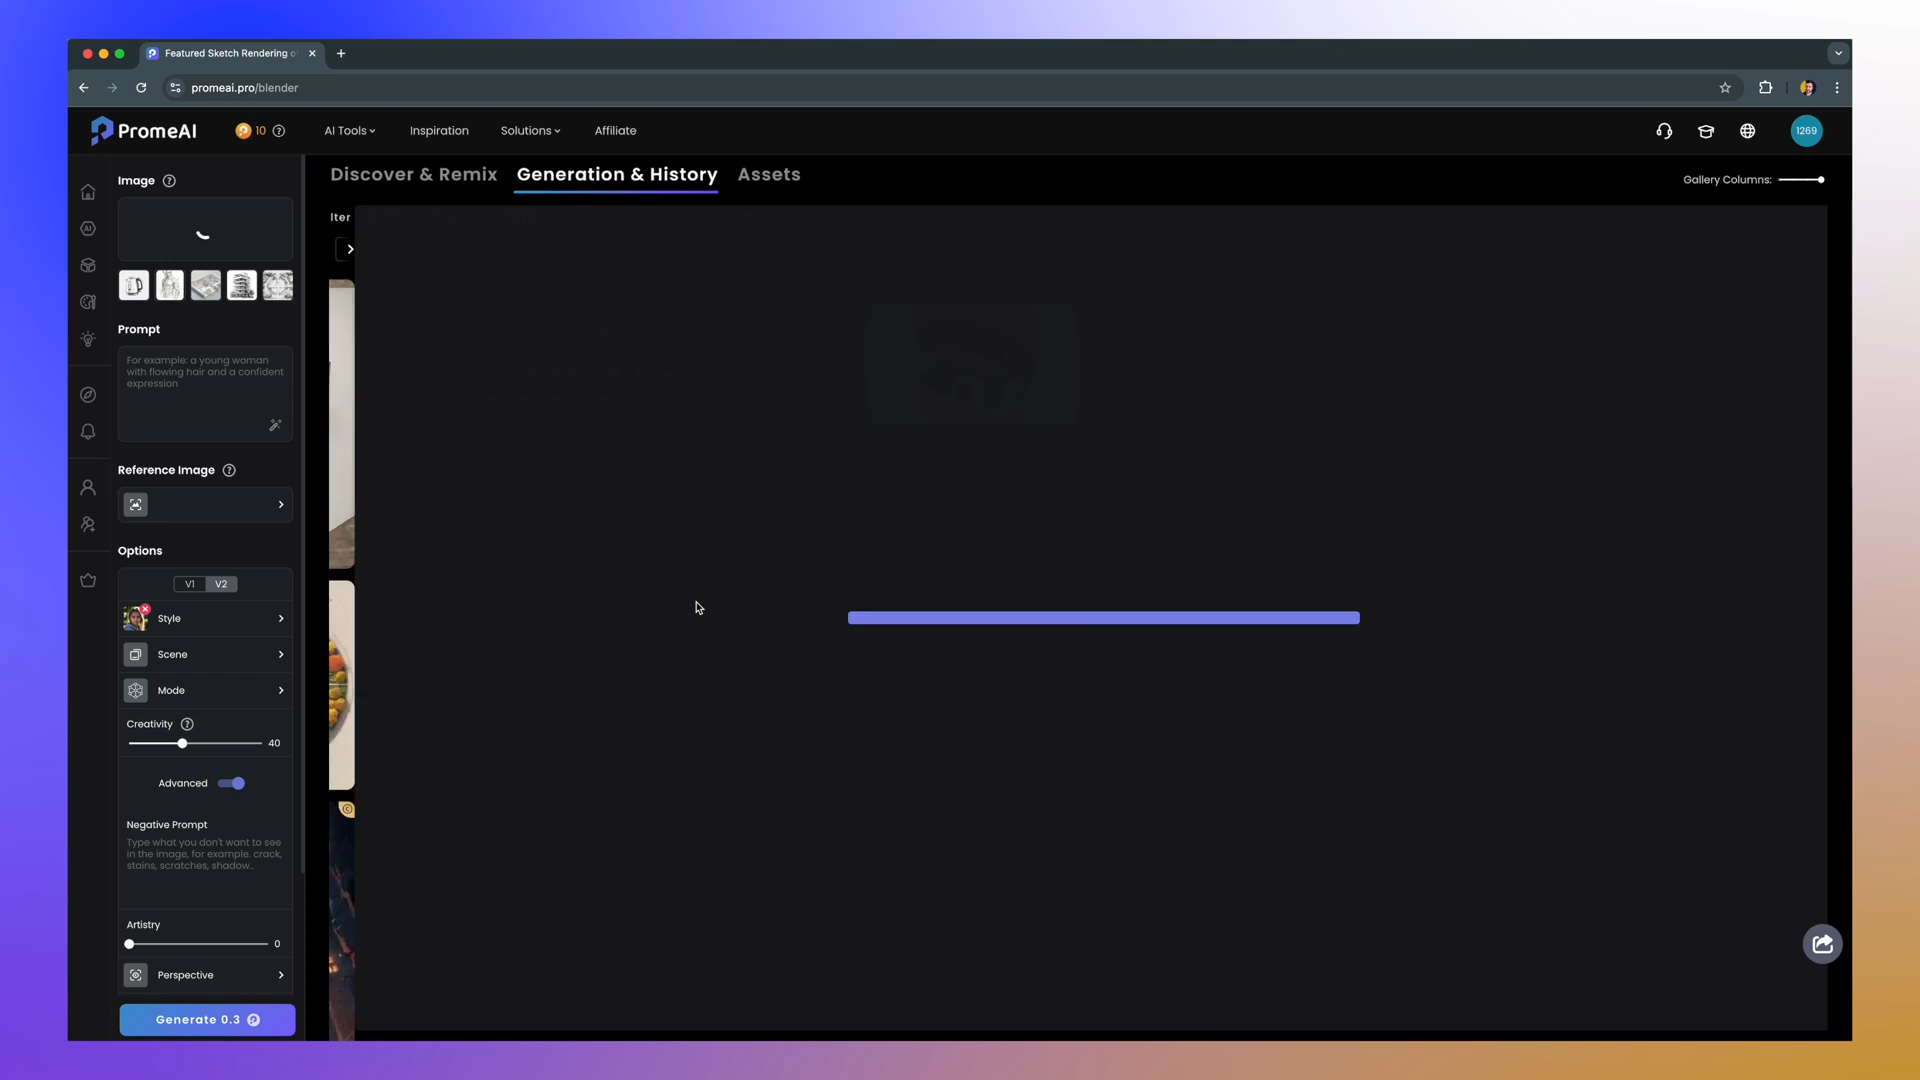 Featured Sketch Rendering o
promeai.pro/blender
PromeAI
10
AI Tools
Inspiration
Solutions
Affiliate
1269
Image
Discover & Remix
Generation & History
Assets
Gallery Columns:
Iter
Prompt
For example: a young woman
with flowing hair and a confident
expression
Reference Image
Options
V1
V2
Style
Scene
Mode
Creativity
40
Advanced
Negative Prompt
Type what you don't want to see
in the image, for example. crack,
stains, scratches, shadow..
Artistry
0
Perspective
Generate 0.3